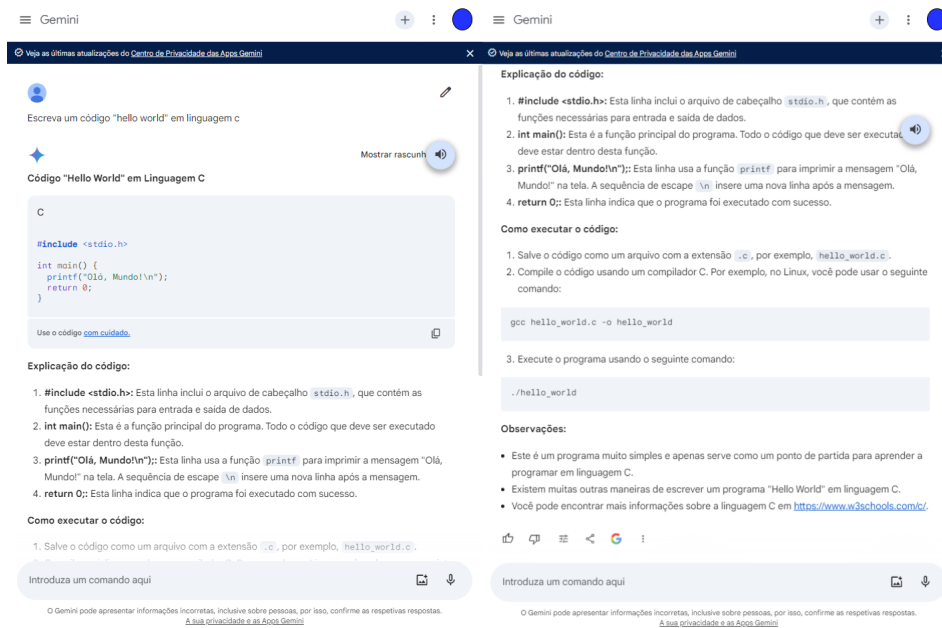 Gemini
Veja as últimas atualizações do Centro de Privacidade das Apps Gemini
Escreva um código "hello world" em linguagem c
Mostrar rascunh
Código "Hello World" em Linguagem C
C
#include <stdio.h>
int main() {
printf("Olá, Mundo!\n");
return 0;
}
Use o código com cuidado.
Explicação do código:
1. #include <stdio.h>: Esta linha inclui o arquivo de cabeçalho stdio.h, que contém as
funções necessárias para entrada e saída de dados.
2. int main(): Esta é a função principal do programa. Todo o código que deve ser executado
deve estar dentro desta função.
3. printf("Olá, Mundo!\n");: Esta linha usa a função printf para imprimir a mensagem "Olá,
Mundo!" na tela. A sequência de escape \n insere uma nova linha após a mensagem.
4. return 0;: Esta linha indica que o programa foi executado com sucesso.
Como executar o código:
1. Salve o código como um arquivo com a extensão .c, por exemplo, hello_world.c.
Introduza um comando aqui
O Gemini pode apresentar informações incorretas, inclusive sobre pessoas, por isso, confirme as respetivas respostas.
A sua privacidade e as Apps Gemini
Gemini
Veja as últimas atualizações do Centro de Privacidade das Apps Gemini
Explicação do código:
1. #include <stdio.h>: Esta linha inclui o arquivo de cabeçalho stdio.h, que contém as
funções necessárias para entrada e saída de dados.
2. int main(): Esta é a função principal do programa. Todo o código que deve ser executad
deve estar dentro desta função.
3. printf("Olá, Mundo!\n");: Esta linha usa a função printf para imprimir a mensagem "Olá,
Mundo!" na tela. A sequência de escape \n insere uma nova linha após a mensagem.
4. return 0;: Esta linha indica que o programa foi executado com sucesso.
Como executar o código:
1. Salve o código como um arquivo com a extensão .c, por exemplo, hello_world.c.
2. Compile o código usando um compilador C. Por exemplo, no Linux, você pode usar o seguinte
comando:
gcc hello_world.c -o hello_world
3. Execute o programa usando o seguinte comando:
./hello_world
Observações:
• Este é um programa muito simples e apenas serve como um ponto de partida para aprender a
programar em linguagem C.
• Existem muitas outras maneiras de escrever um programa "Hello World" em linguagem C.
• Você pode encontrar mais informações sobre a linguagem C em https://www.w3schools.com/c/.
Introduza um comando aqui
O Gemini pode apresentar informações incorretas, inclusive sobre pessoas, por isso, confirme as respetivas respostas.
A sua privacidade e as Apps Gemini